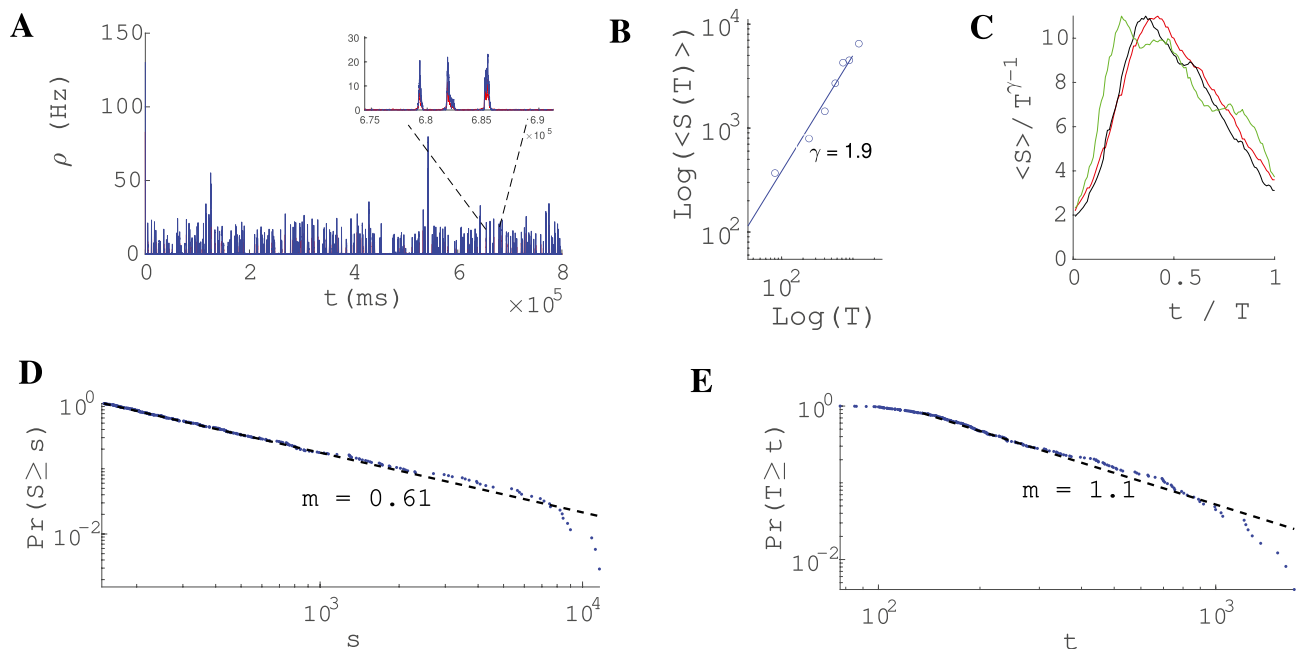 A
ρ (Hz)
150
100
50
0
0 2 4 6 8
t(ms)
×10⁵
30
20
10
0
6.75 6.8 6.85 6.9
×10⁵
B
Log(<S(T)>)
10⁴
10³
10²
γ = 1.9
10²
Log(T)
C
<S>/T^γ-1
10
8
6
4
2
0
0 0.5 1
t / T
D
Pr(S≥s)
10⁰
10⁻²
m = 0.61
10³ 10⁴
s
E
Pr(T≥t)
10⁰
10⁻²
m = 1.1
10² 10³
t